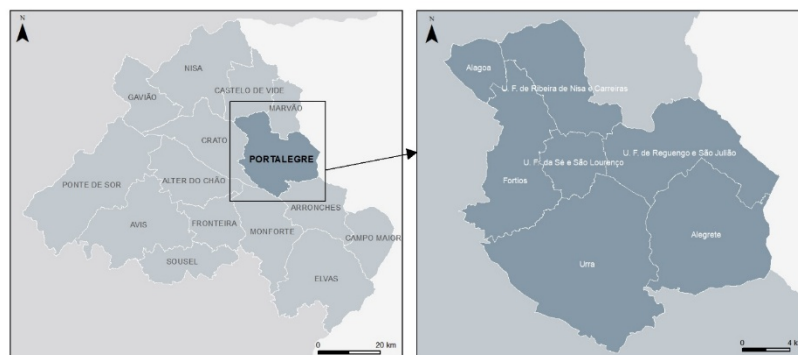 N
NISA
GAVIÃO
CASTELO DE VIDE
MARVÃO
CRATO
PORTALEGRE
PONTE DE SOR
ALTER DO CHÃO
ARRONCHES
AVIS
FRONTEIRA
MONFORTE
CAMPO MAIOR
SOUSEL
ELVAS
0 20 km
N
Alagoa
U. F. de Ribeira de Nisa e Carreiras
U. F. de Reguengo e São Julião
U. F. da Sé e São Lourenço
Fortios
Alegrete
Urra
0 4 k